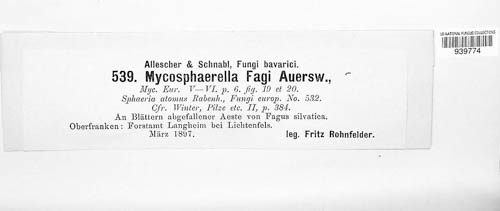 US NATIONAL FUNGUS COLLECTIONS
939774
Allescher & Schnabl, Fungi bavarici.
539. Mycosphaerella Fagi Auersw.,
Myc. Eur. V—VI. p. 6. fig. 19 et 20.
Sphaeria atomus Rabenh., Fungi europ. No. 532.
Cfr. Winter, Pilze etc. II, p. 384.
An Blättern abgefallener Aeste von Fagus silvatica.
Oberfranken: Forstamt Langheim bei Lichtenfels.
März 1897. leg. Fritz Rohnfelder.